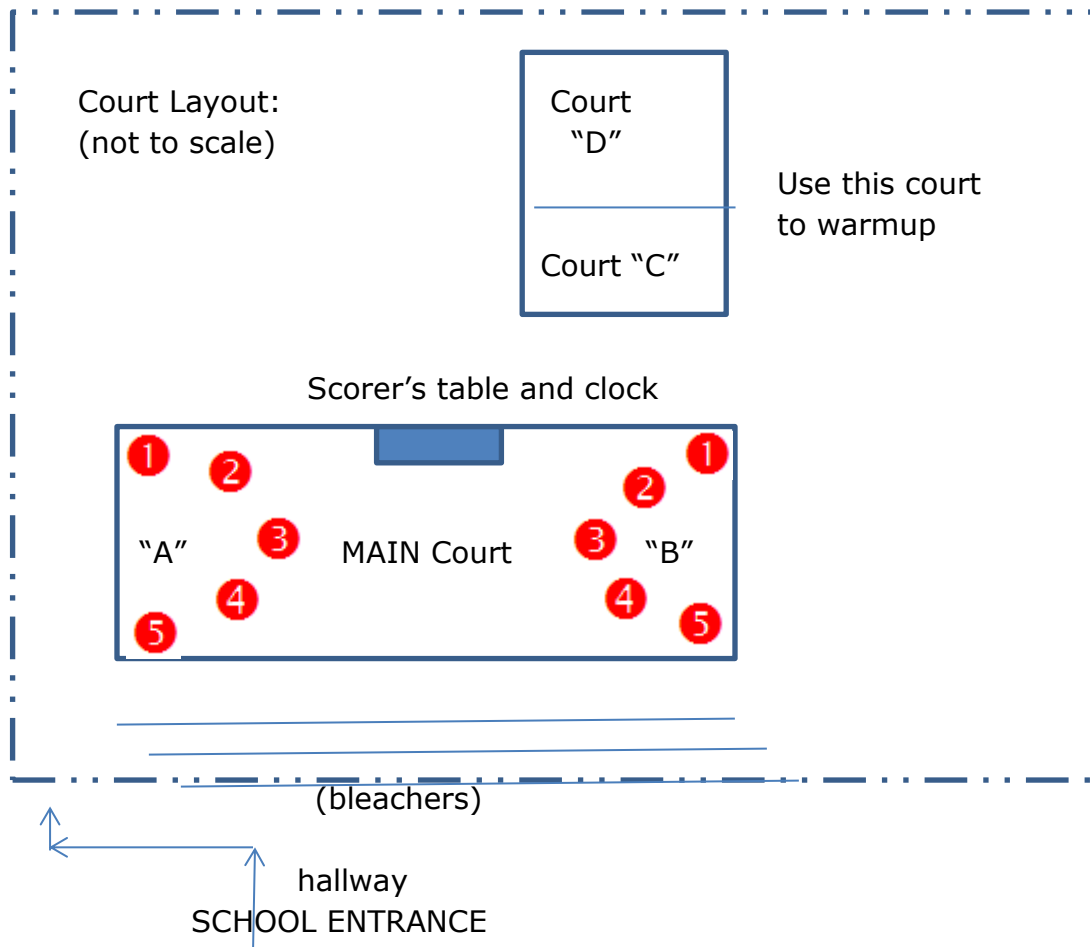 Court Layout:
(not to scale)
Court
“D”
Use this court
to warmup
Court “C”
Scorer’s table and clock
1 1
2 2
3 3
“A” MAIN Court “B”
4 4
5 5
(bleachers)
hallway
SCHOOL ENTRANCE